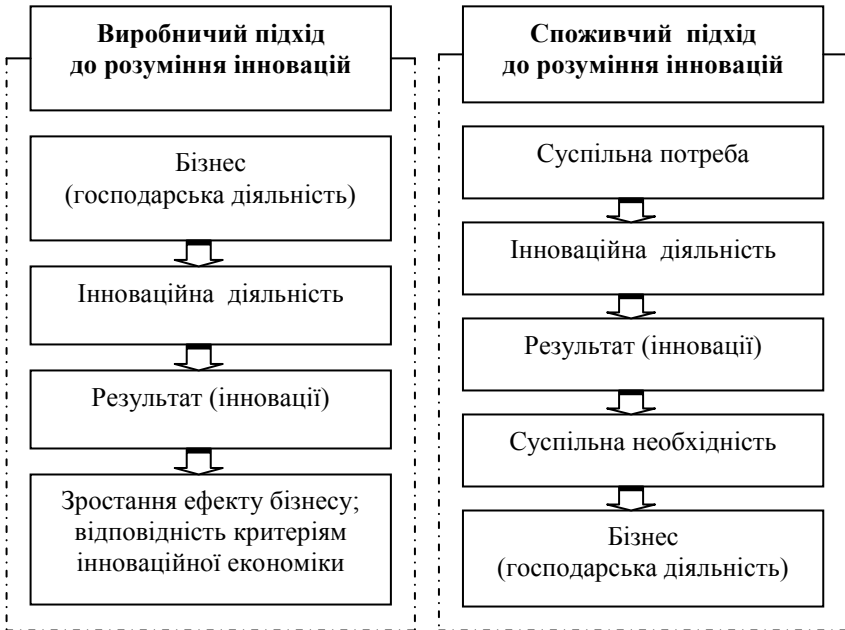 Виробничий підхід
до розуміння інновацій
Бізнес
(господарська діяльність)
Інноваційна діяльність
Результат (інновації)
Зростання ефекту бізнесу;
відповідність критеріям
інноваційної економіки
Споживчий підхід
до розуміння інновацій
Суспільна потреба
Інноваційна діяльність
Результат (інновації)
Суспільна необхідність
Бізнес
(господарська діяльність)